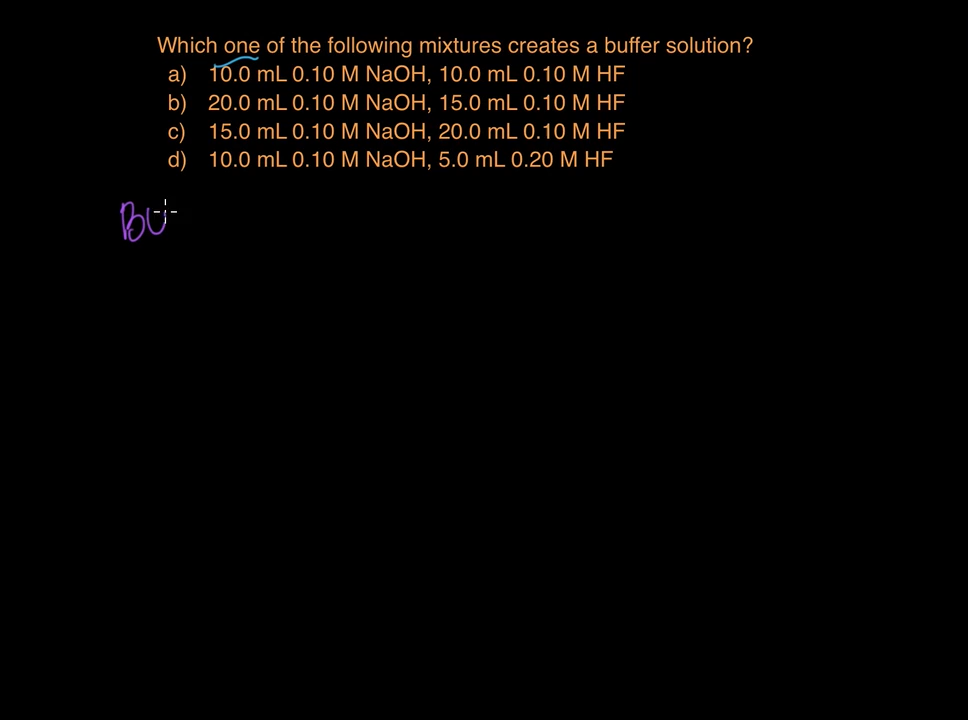 Which one of the following mixtures creates a buffer solution?
a) 10.0 mL 0.10 M NaOH, 10.0 mL 0.10 M HF
b) 20.0 mL 0.10 M NaOH, 15.0 mL 0.10 M HF
c) 15.0 mL 0.10 M NaOH, 20.0 mL 0.10 M HF
d) 10.0 mL 0.10 M NaOH, 5.0 mL 0.20 M HF
BU